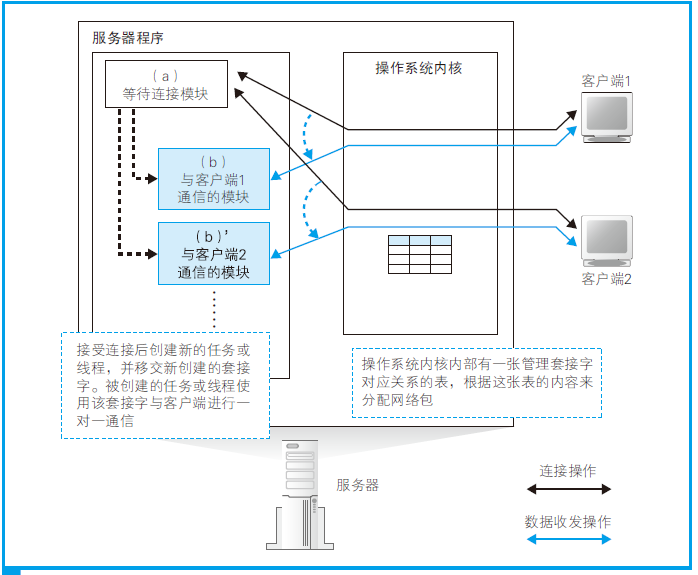 服务器程序
操作系统内核
(a)
等待连接模块
客户端1
(b)
与客户端1
通信的模块
(b)’
与客户端2
通信的模块
客户端2
接受连接后创建新的任务或
线程，并移交新创建的套接
字。被创建的任务或线程使
用该套接字与客户端进行一
对一通信
操作系统内核内部有一张管理套接字
对应关系的表，根据这张表的内容来
分配网络包
服务器
连接操作
数据收发操作